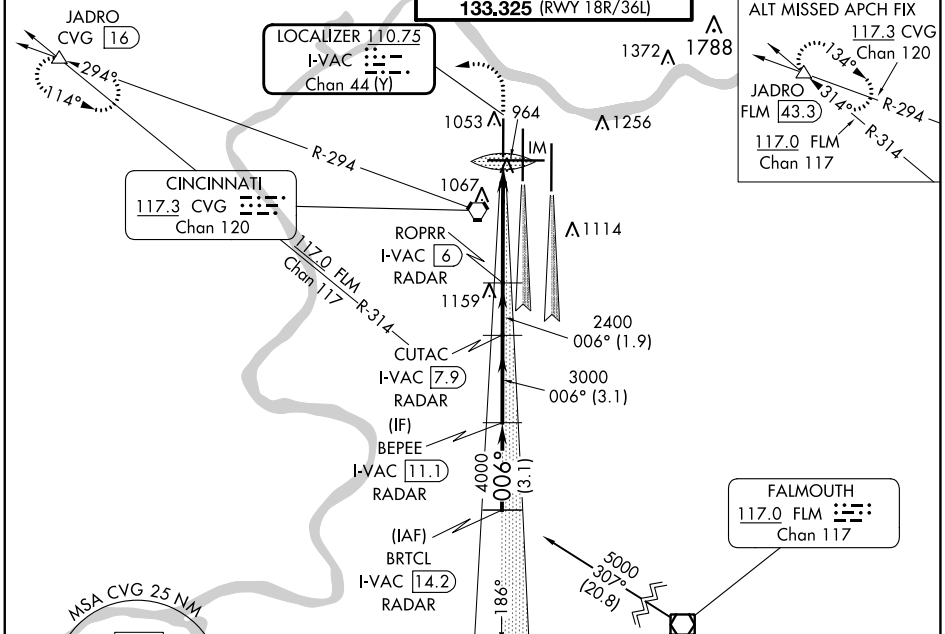 133.325 (RWY 18R/36L)
JADRO
CVG 16
294°
114°
LOCALIZER 110.75
I-VAC
Chan 44 (Y)
1372
1788
ALT MISSED APCH FIX
117.3 CVG
Chan 120
134°
314°
JADRO
FLM 43.3
R-294
R-314
117.0 FLM
Chan 117
1053
964
1256
IM
R-294
CINCINNATI
117.3 CVG
Chan 120
1067
1114
ROPRR
I-VAC 6
RADAR
117.0 FLM
Chan 117
R-314
1159
2400
006° (1.9)
CUTAC
I-VAC 7.9
RADAR
3000
006° (3.1)
(IF)
BEPEE
I-VAC 11.1
RADAR
4000
006°
(3.1)
FALMOUTH
117.0 FLM
Chan 117
(IAF)
BRTCL
I-VAC 14.2
RADAR
5000
307°
(20.8)
186°
MSA CVG 25 NM